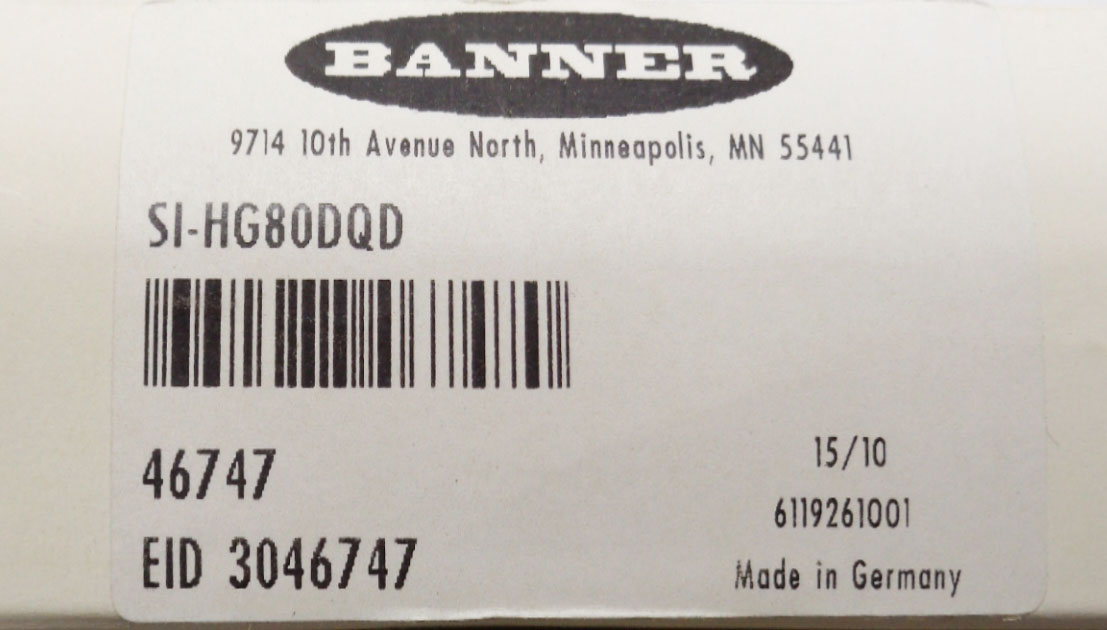 BANNER
9714 10th Avenue North, Minneapolis, MN 55441
SI-HG80DQD
46747
15/10
6119261001
EID 3046747
Made in Germany